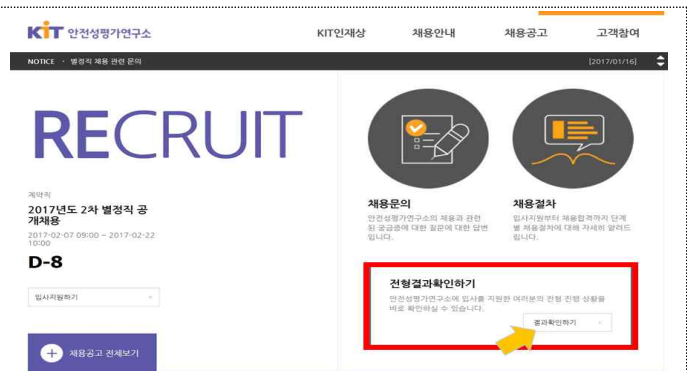 KIT 안전성평가연구소
KIT인재상 채용안내 채용공고 고객참여
NOTICE · 별정직 채용 관련 문의 [2017/01/16]
RECRUIT
계약직
2017년도 2차 별정직 공
개채용
2017-02-07 09:00 ~ 2017-02-22
10:00
D-8
입사지원하기
채용공고 전체보기
채용문의
안전성평가연구소의 채용과 관련
된 궁금증에 대한 질문에 대한 답변
입니다.
채용절차
입사지원부터 채용합격까지 단계
별 채용절차에 대해 자세히 알려드
립니다.
전형결과확인하기
안전성평가연구소에 입사를 지원한 여러분의 전형 진행 상황을
바로 확인하실 수 있습니다.
결과확인하기